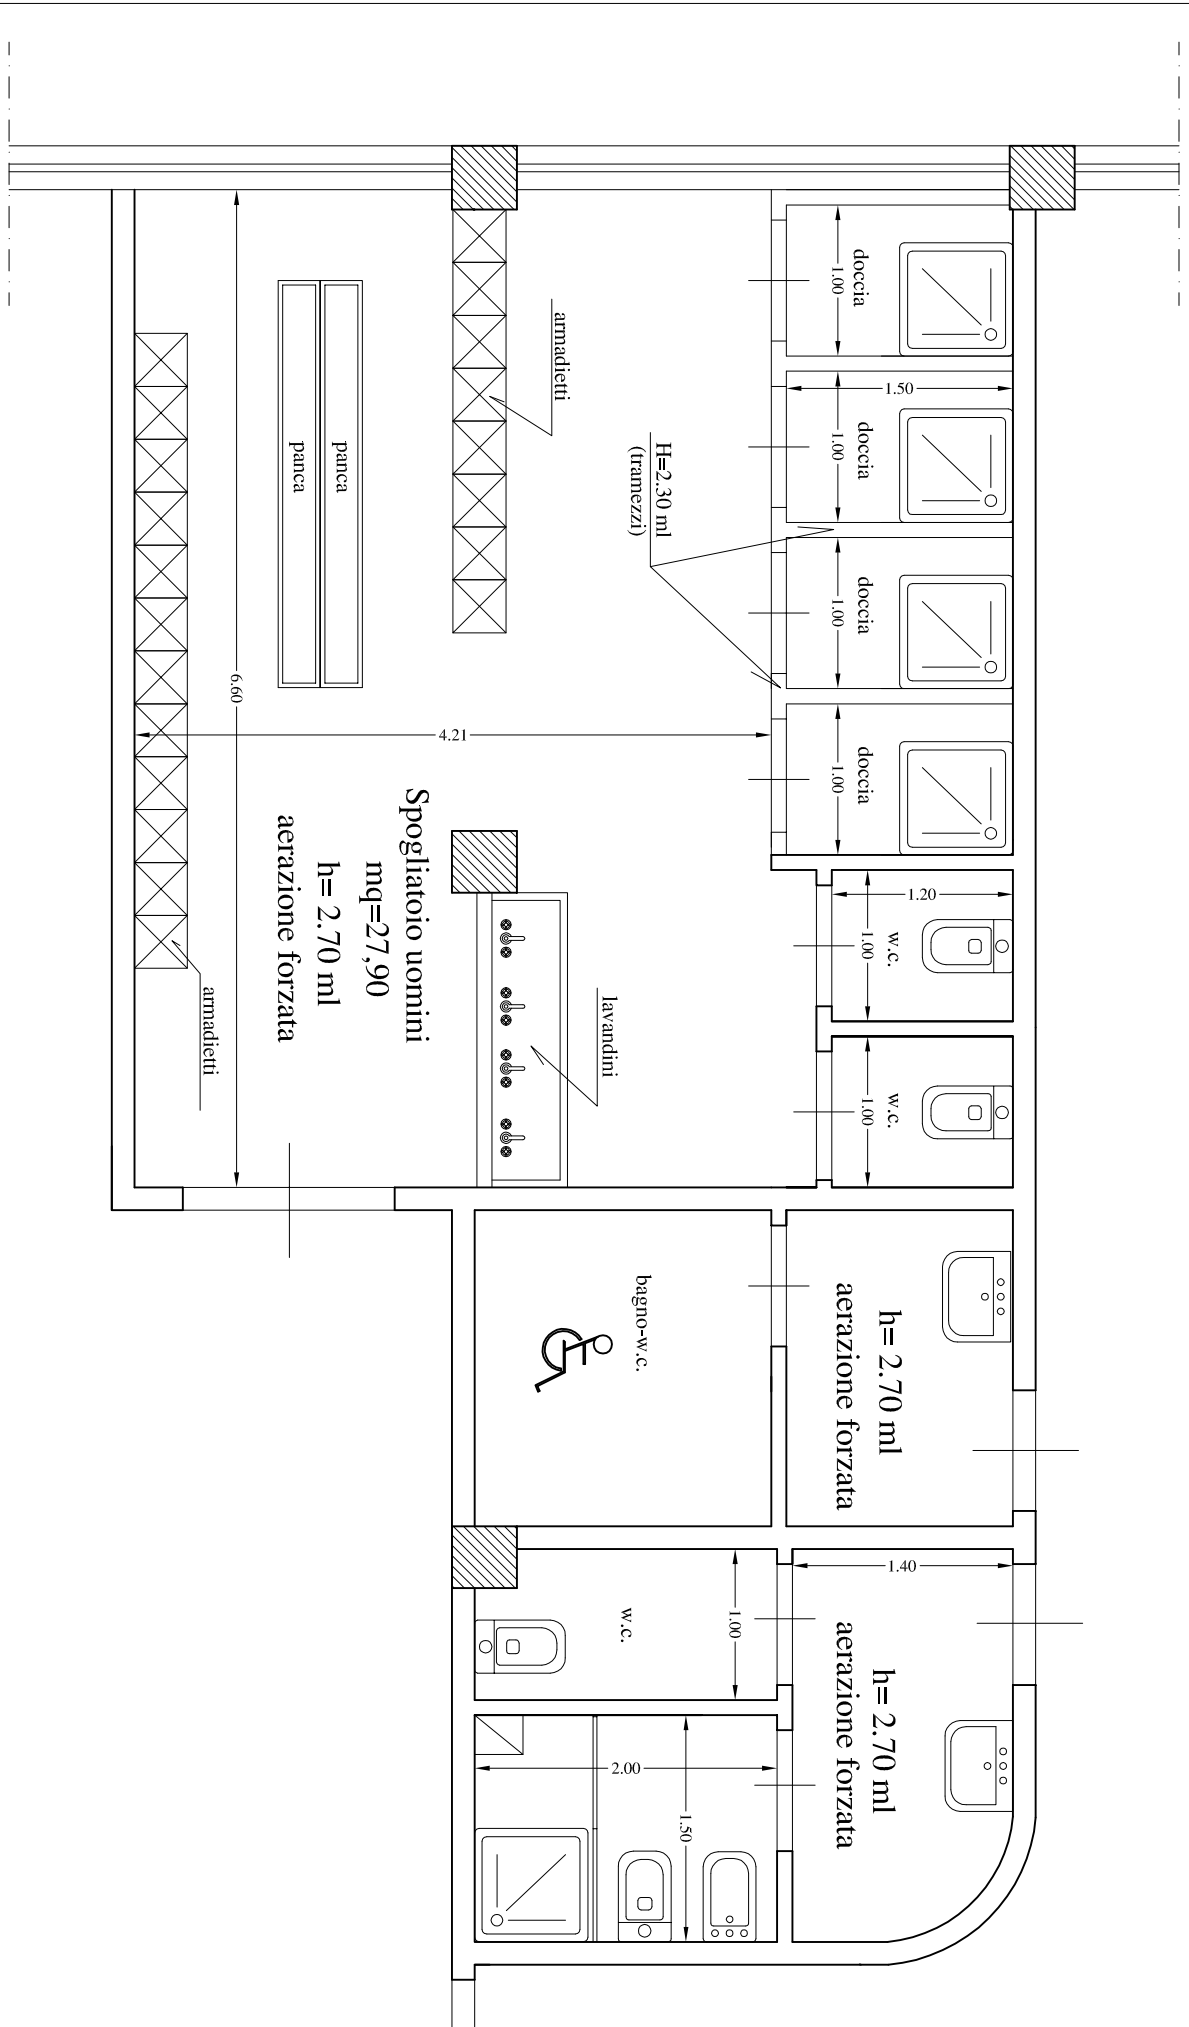 doccia
1.00
doccia
1.00
1.50
doccia
1.00
doccia
1.00
w.c.
1.00
1.20
w.c.
1.00
armadietti
H=2.30 ml
(tramezzi)
panca
panca
6.60
4.21
Spogliatoio uomini
mq=27,90
h= 2.70 ml
aerazione forzata
armadietti
lavandini
bagno-w.c.
h= 2.70 ml
aerazione forzata
1.40
h= 2.70 ml
aerazione forzata
w.c.
1.00
2.00
1.50